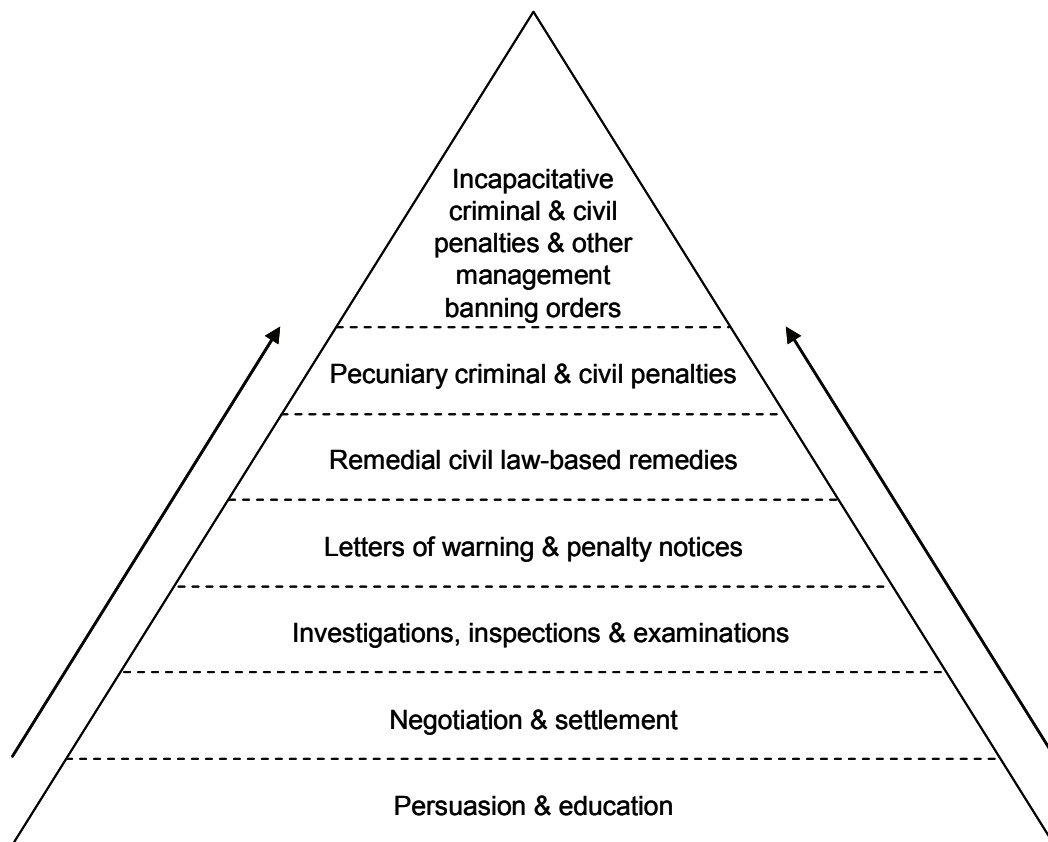 Incapacitative
criminal & civil
penalties & other
management
banning orders
Pecuniary criminal & civil penalties
Remedial civil law-based remedies
Letters of warning & penalty notices
Investigations, inspections & examinations
Negotiation & settlement
Persuasion & education